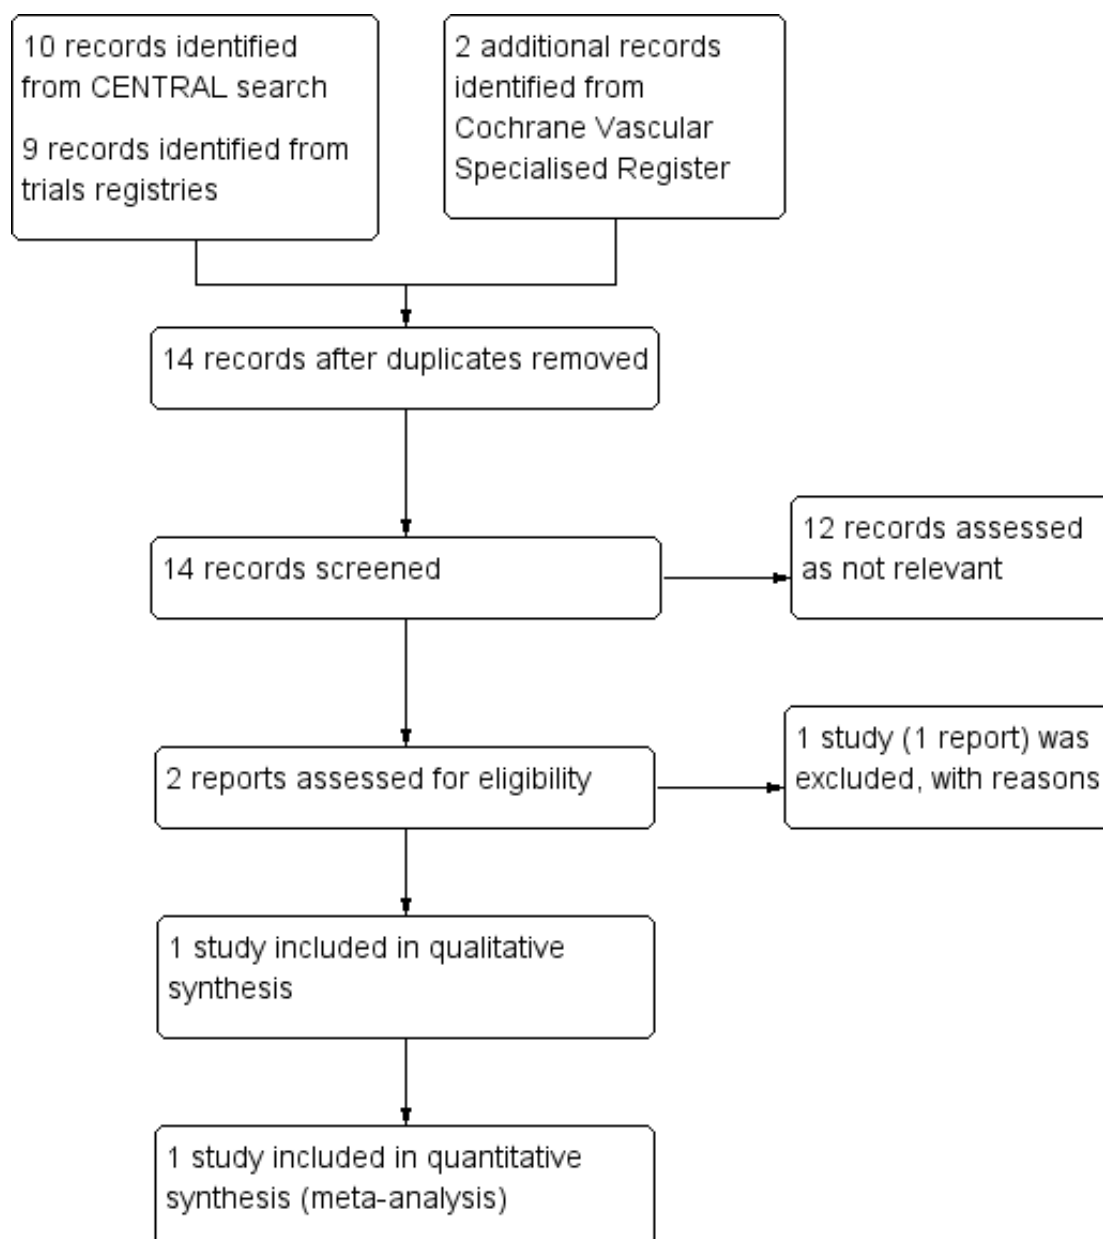 10 records identified
from CENTRAL search
9 records identified from
trials registries
2 additional records
identified from
Cochrane Vascular
Specialised Register
14 records after duplicates removed
14 records screened
12 records assessed
as not relevant
2 reports assessed for eligibility
1 study (1 report) was
excluded, with reasons
1 study included in qualitative
synthesis
1 study included in quantitative
synthesis (meta-analysis)